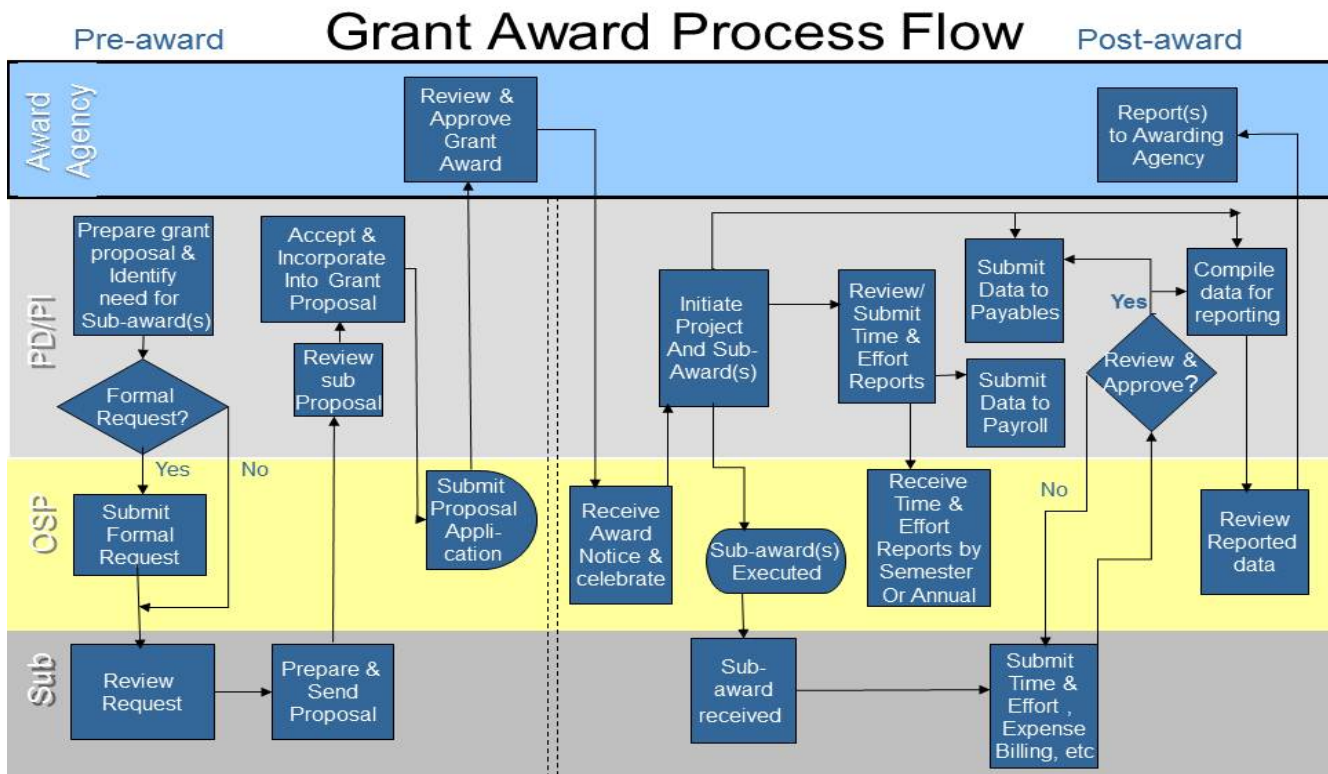 Grant Award Process Flow
Pre-award
Post-award
Award
Agency
Review &
Approve
Grant
Award
Report(s)
to Awarding
Agency
PD/PI
Prepare grant
proposal &
Identify
need for
Sub-award(s)
Formal
Request?
Yes
No
Accept &
Incorporate
Into Grant
Proposal
Review
sub
Proposal
Initiate
Project
And Sub-
Award(s)
Review/
Submit
Time &
Effort
Reports
Submit
Data to
Payables
Submit
Data to
Payroll
Yes
Review &
Approve?
No
Compile
data for
reporting
OSP
Submit
Formal
Request
Submit
Proposal
Appli-
cation
Receive
Award
Notice &
celebrate
Sub-award(s)
Executed
Receive
Time &
Effort
Reports by
Semester
Or Annual
Review
Reported
data
Sub
Review
Request
Prepare &
Send
Proposal
Sub-
award
received
Submit
Time &
Effort ,
Expense
Billing, etc